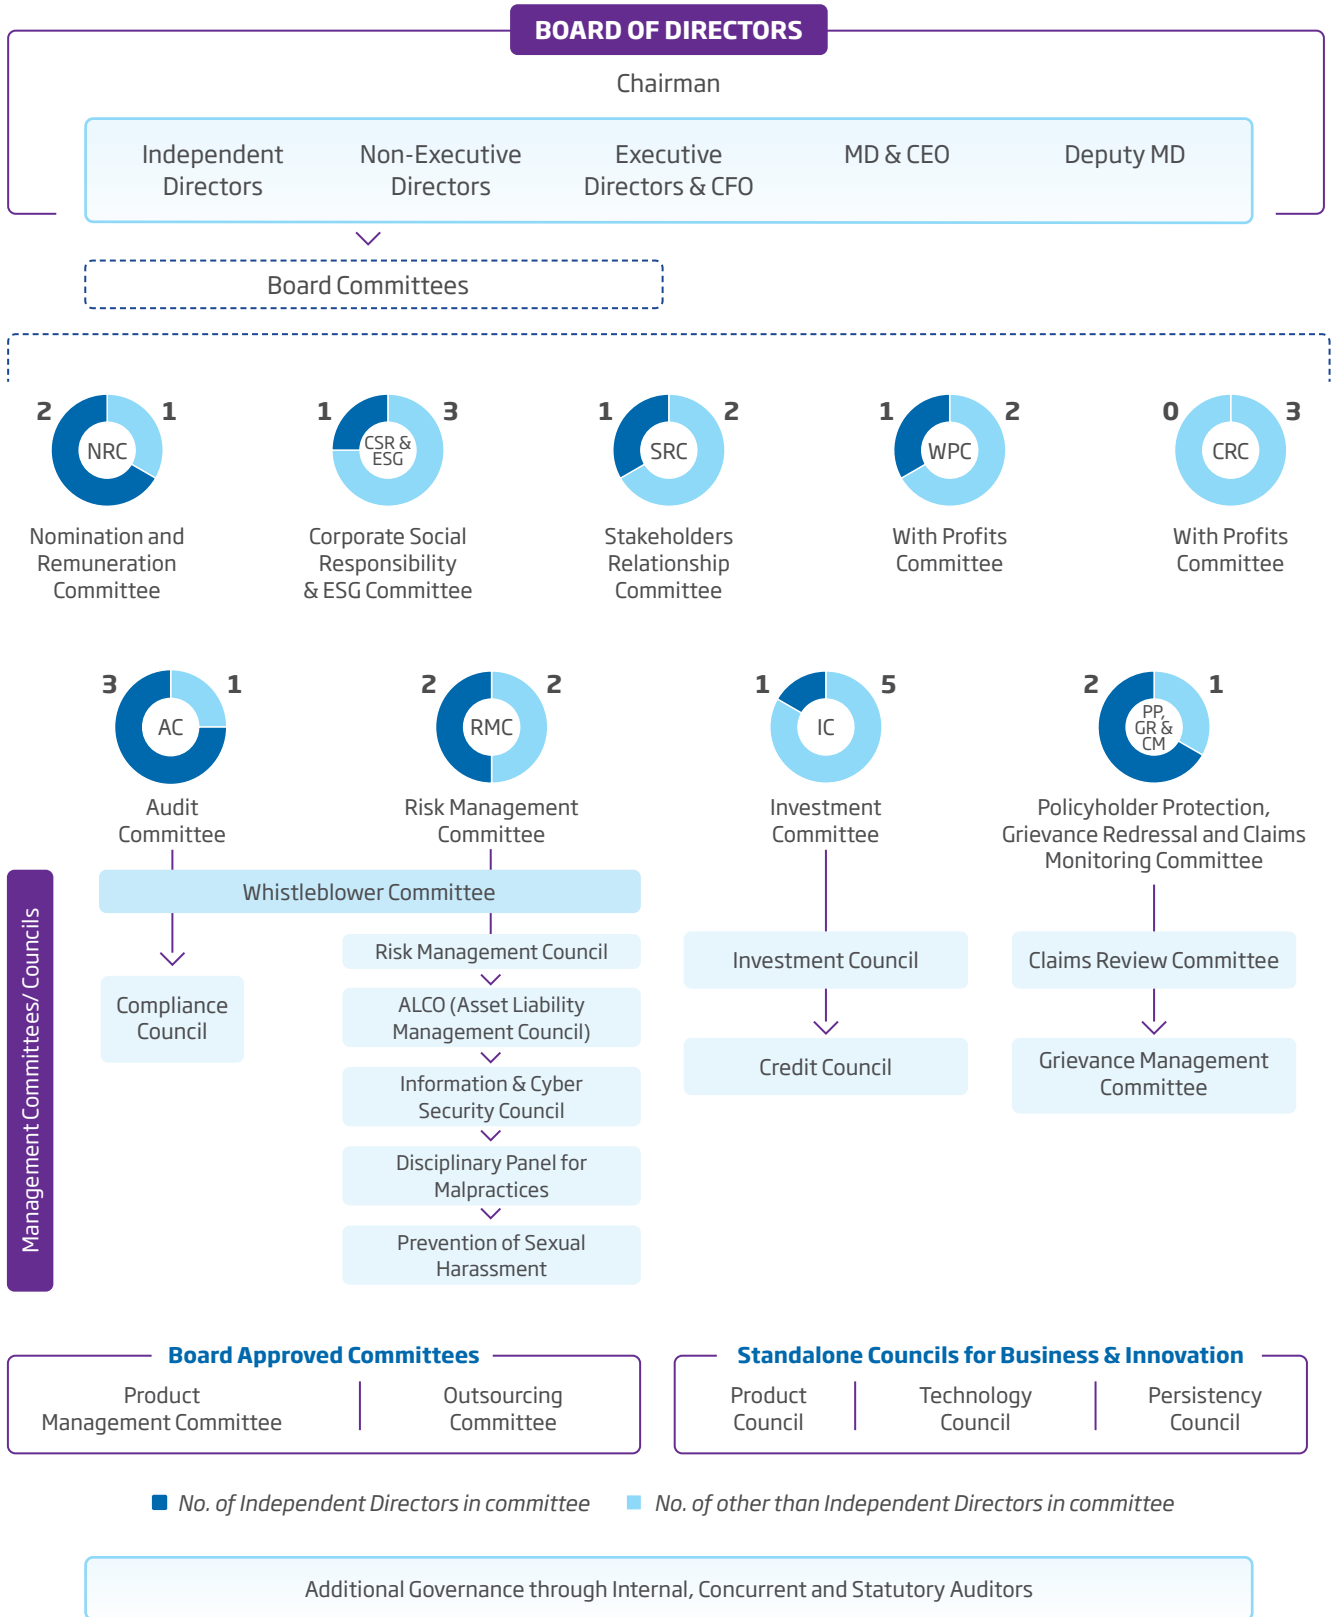 BOARD OF DIRECTORS
Chairman
Independent
Directors
Non-Executive
Directors
Executive
Directors & CFO
MD & CEO
Deputy MD
Board Committees
2
1
NRC
Nomination and
Remuneration
Committee
1
3
CSR &
ESG
Corporate Social
Responsibility
& ESG Committee
1
2
SRC
Stakeholders
Relationship
Committee
1
2
WPC
With Profits
Committee
0
3
CRC
With Profits
Committee
3
1
AC
Audit
Committee
2
2
RMC
Risk Management
Committee
1
5
IC
Investment
Committee
2
1
PP,
GR &
CM
Policyholder Protection,
Grievance Redressal and Claims
Monitoring Committee
Management Committees/ Councils
Whistleblower Committee
Compliance
Council
Risk Management Council
ALCO (Asset Liability
Management Council)
Information & Cyber
Security Council
Disciplinary Panel for
Malpractices
Prevention of Sexual
Harassment
Investment Council
Credit Council
Claims Review Committee
Grievance Management
Committee
Board Approved Committees
Product
Management Committee
Outsourcing
Committee
Standalone Councils for Business & Innovation
Product
Council
Technology
Council
Persistency
Council
No. of Independent Directors in committee
No. of other than Independent Directors in committee
Additional Governance through Internal, Concurrent and Statutory Auditors